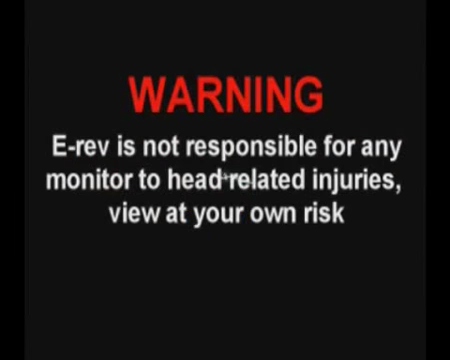 WARNING
E-rev is not responsible for any
monitor to head related injuries,
view at your own risk